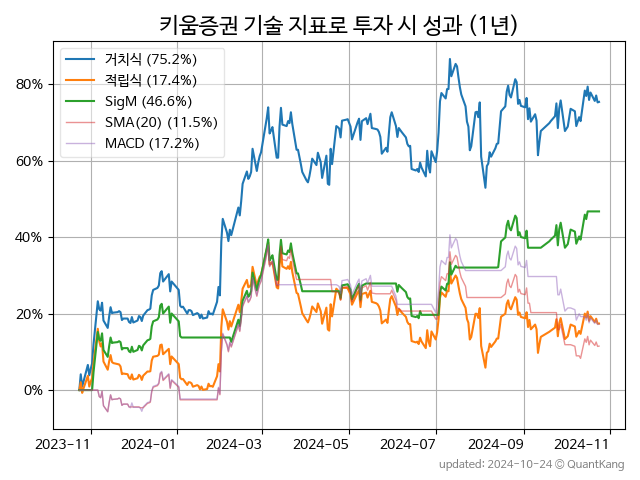 키움증권 기술 지표로 투자 시 성과 (1년)
거치식 (75.2%)
적립식 (17.4%)
SigM (46.6%)
SMA(20) (11.5%)
MACD (17.2%)
80%
60%
40%
20%
0%
2023-11 2024-01 2024-03 2024-05 2024-07 2024-09 2024-11
updated: 2024-10-24 @ QuantKang